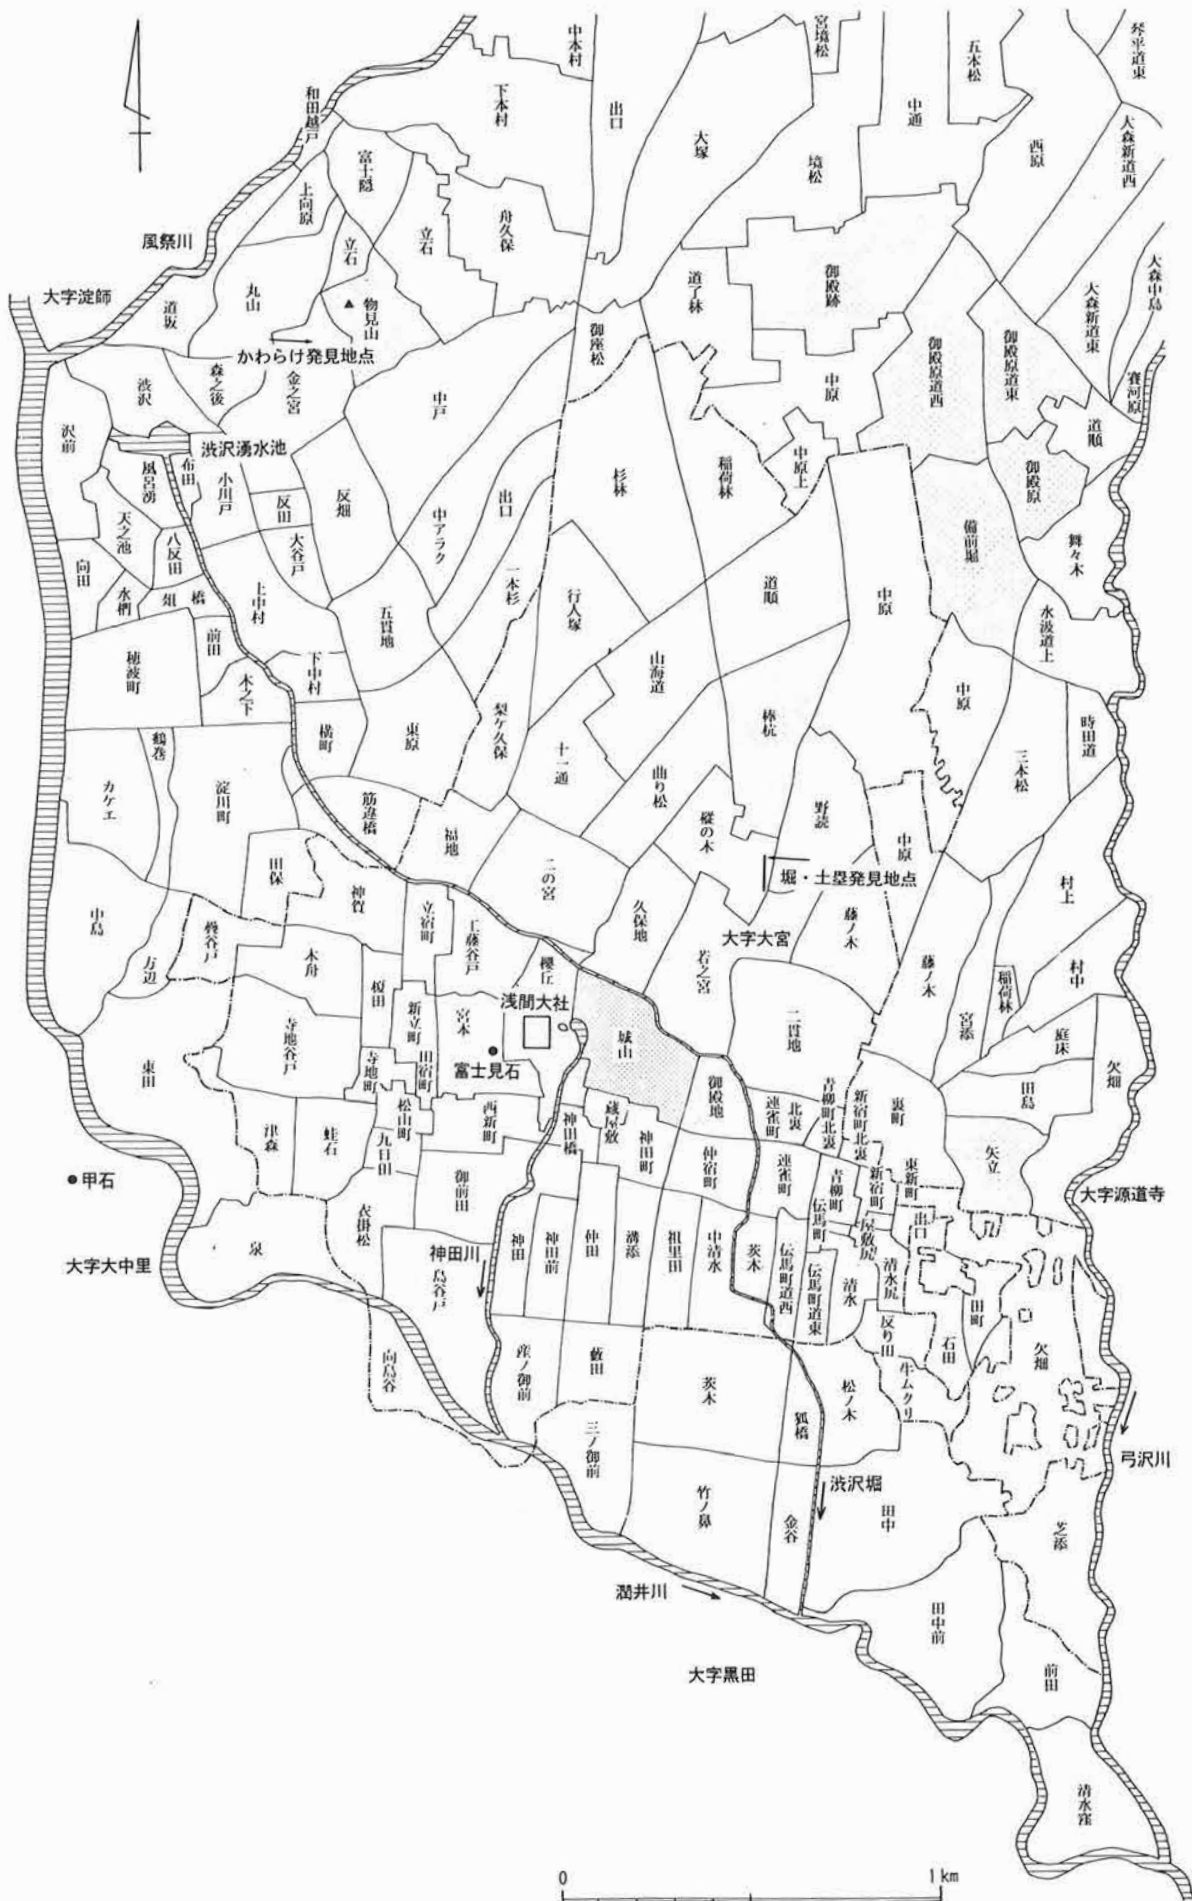 中本村
宮境松
五本松
琴平道東
下本村
出口
大塚
中通
大森新道西
和田越戸
富士隠
境松
西原
上向原
立石
立石
舟久保
風祭川
大字淀師
道坂
丸山
物見山
かわらけ発見地点
道了林
御殿跡
大森中島
大森新道東
御座松
御殿原道西
御殿原道東
賽河原
沢前
渋沢
森之後
金之宮
中戸
中原
道順
渋沢湧水池
風呂湧
布田
小川戸
反田
反畑
出口
杉林
稲荷林
中原上
御殿原
天之池
八反田
大谷戸
中アラク
備前堀
舞々木
向田
水椚
俎橋
上中村
五貫地
一本杉
行人塚
道順
中原
水汲道上
穂波町
前田
木之下
下中村
山海道
中原
横町
東原
梨ケ久保
十一通
棒杭
三本松
時田道
カケエ
鶴巻
淀川町
筋違橋
福地
曲り松
樅の木
野読
中原
田保
神賀
二の宮
堀・土塁発見地点
村上
中島
方辺
木舟
立宿町
工藤谷戸
櫻丘
久保地
若之宮
大字大宮
藤ノ木
藤ノ木
宮添
稲荷林
村中
浅間大社
榎田
新立町
宮本
富士見石
城山
二貫地
庭床
欠畑
東田
寺地谷戸
寺地町
田宿町
御殿地
田島
津森
蛙石
九日田
松山町
西新町
神田橋
蔵屋敷
神田町
連雀町
北裏
青柳町北裏
新宿町北裏
裏町
矢立
甲石
御前田
仲宿町
連雀町
青柳町
新宿町
東新町
大字源道寺
大字大中里
泉
衣掛松
鳥谷戸
神田川
神田
神田前
仲田
溝添
祖里田
中清水
茨木
伝馬町
伝馬町道西
伝馬町道東
清水
屋敷尻
清水尻
出口
田町
向島谷
産ノ御前
藪田
茨木
狐橋
松ノ木
反り田
牛ムクリ
石田
欠畑
三ノ御前
竹ノ鼻
金谷
渋沢堀
田中
弓沢川
芝添
潤井川
田中前
前田
大字黒田
清水窪
0
1km